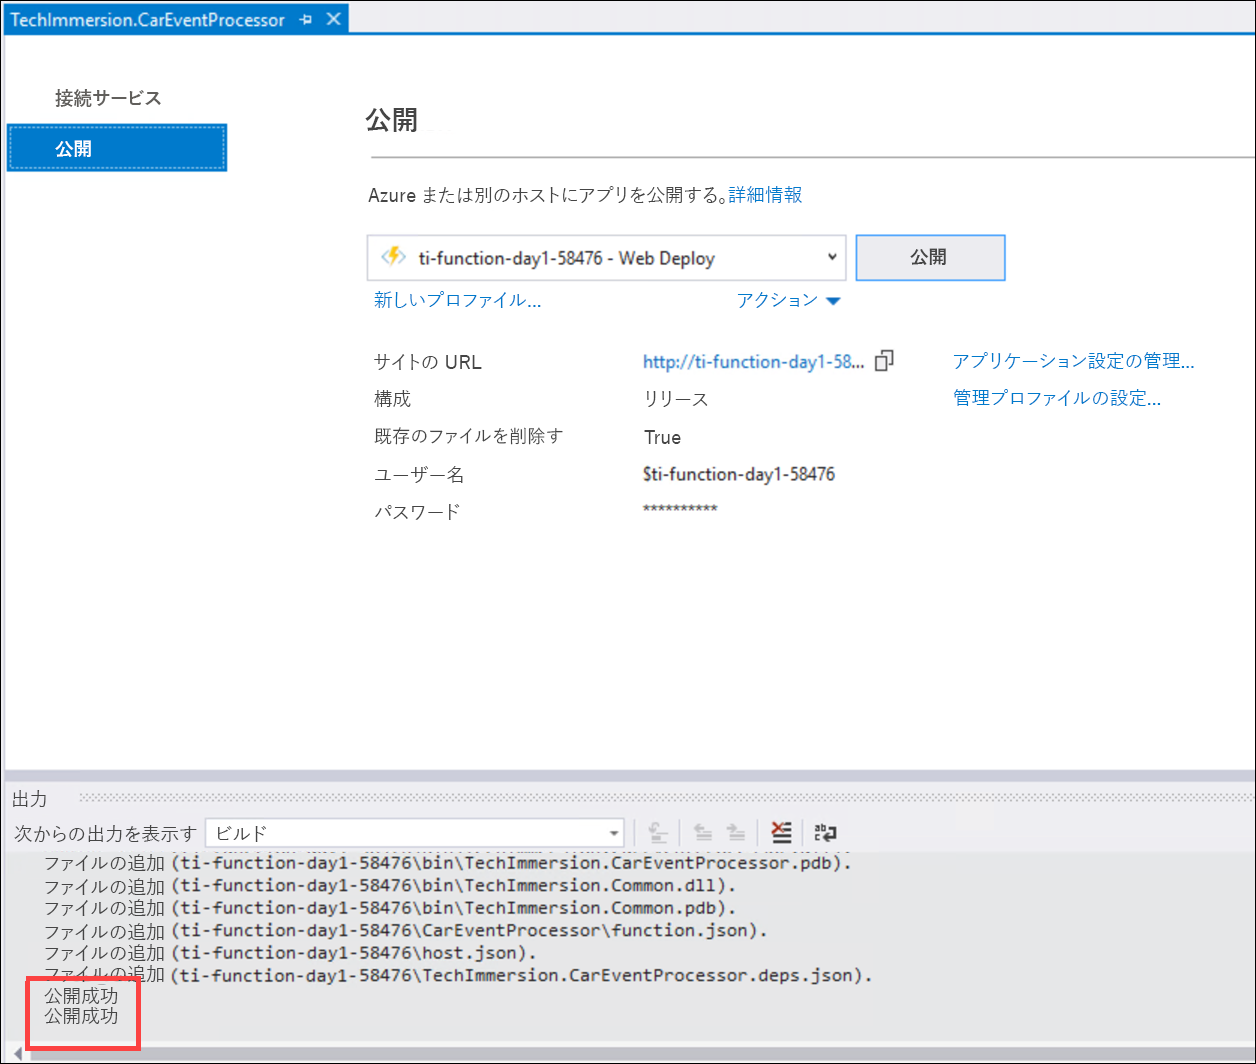 TechImmersion.CarEventProcessor
接続サービス
公開
公開
Azure または別のホストにアプリを公開する。詳細情報
ti-function-day1-58476 - Web Deploy
公開
新しいプロファイル...
アクション
サイトの URL
http://ti-function-day1-58...
アプリケーション設定の管理...
構成
リリース
管理プロファイルの設定...
既存のファイルを削除す
True
ユーザー名
$ti-function-day1-58476
パスワード
**********
出力
次からの出力を表示す
ビルド
ファイルの追加 (ti-function-day1-58476\bin\TechImmersion.CarEventProcessor.pdb).
ファイルの追加 (ti-function-day1-58476\bin\TechImmersion.Common.dll).
ファイルの追加 (ti-function-day1-58476\bin\TechImmersion.Common.pdb).
ファイルの追加 (ti-function-day1-58476\CarEventProcessor\function.json).
ファイルの追加 (ti-function-day1-58476\host.json).
ファイルの追加 (ti-function-day1-58476\TechImmersion.CarEventProcessor.deps.json).
公開成功
公開成功